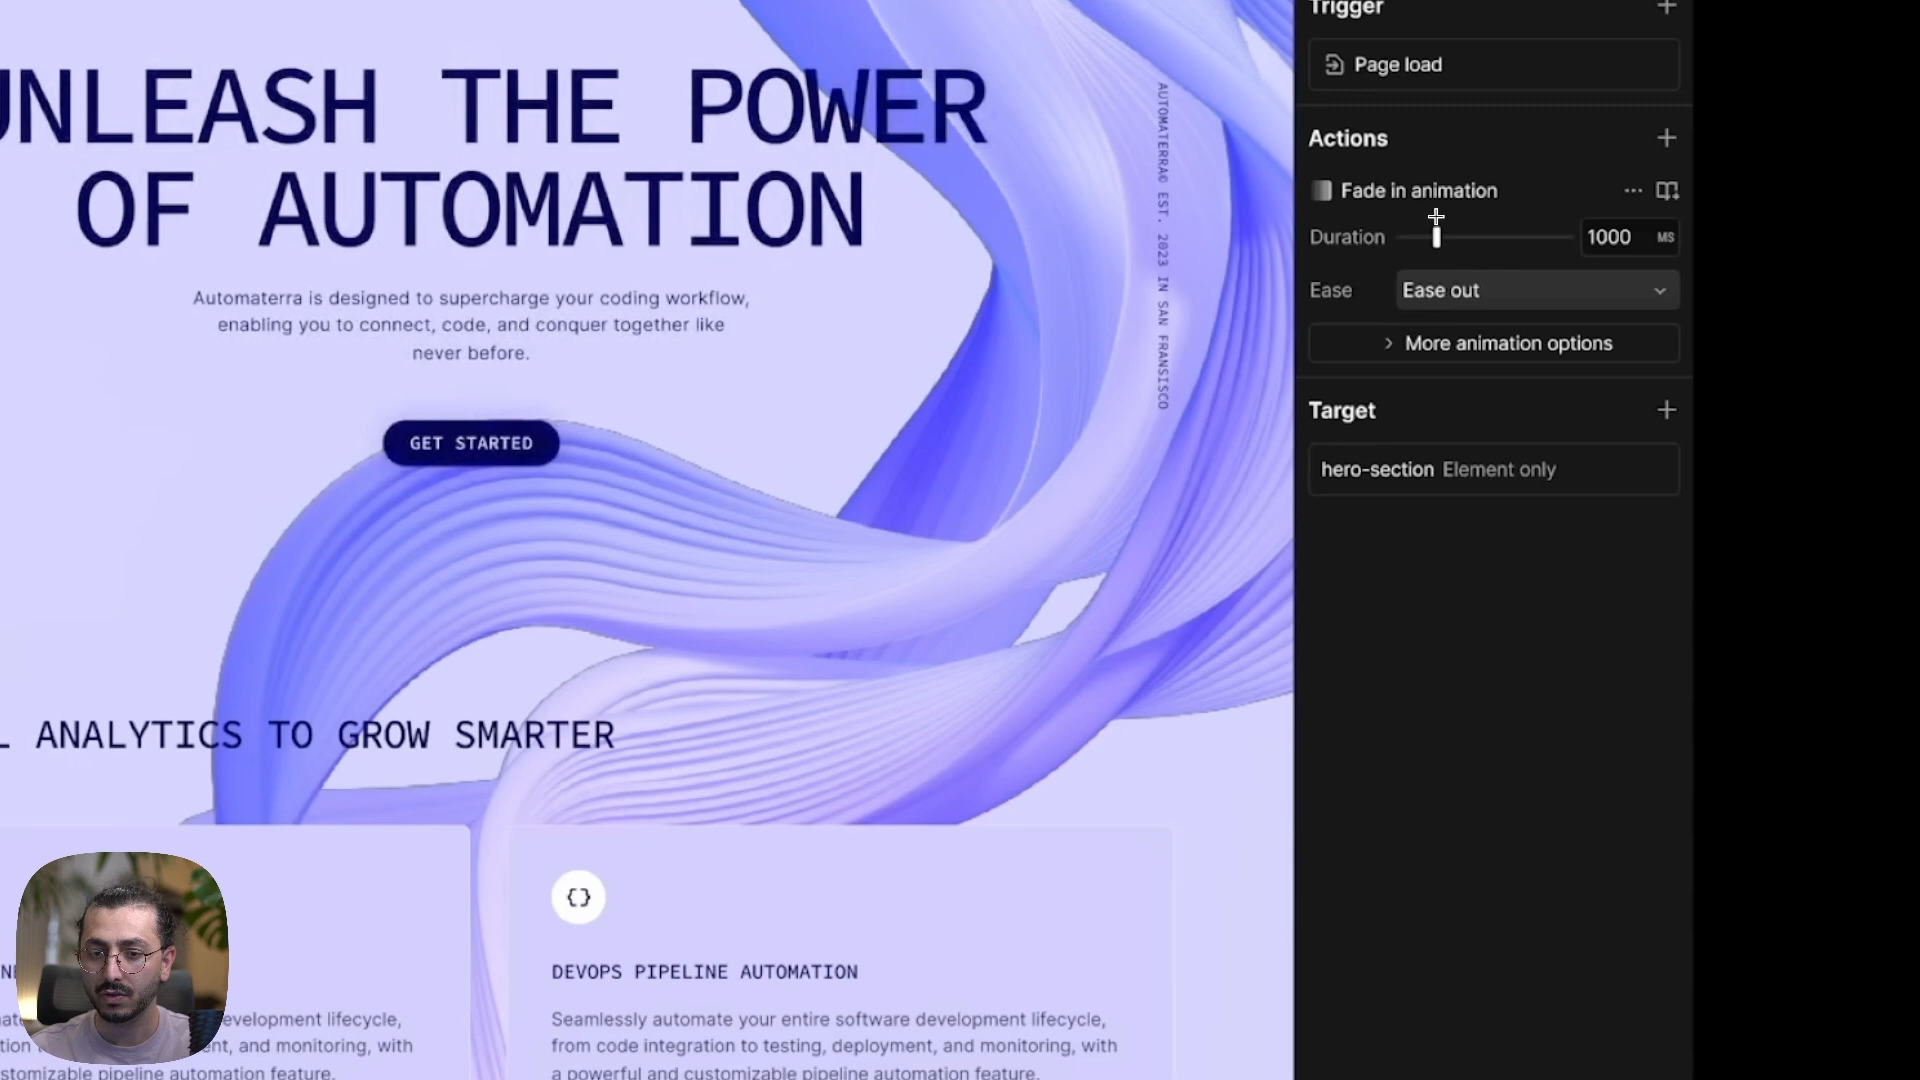 UNLEASH THE POWER
OF AUTOMATION
Automaterra is designed to supercharge your coding workflow,
enabling you to connect, code, and conquer together like
never before.
GET STARTED
AUTOMATERRA© EST. 2023 IN SAN FRANSISCO
ANALYTICS TO GROW SMARTER
{}
DEVOPS PIPELINE AUTOMATION
evelopment lifecycle,
ent, and monitoring, with
stomizable pipeline automation feature.
Seamlessly automate your entire software development lifecycle,
from code integration to testing, deployment, and monitoring, with
a powerful and customizable pipeline automation feature.
Trigger
Page load
Actions
Fade in animation
Duration 1000 MS
Ease Ease out
More animation options
Target
hero-section Element only